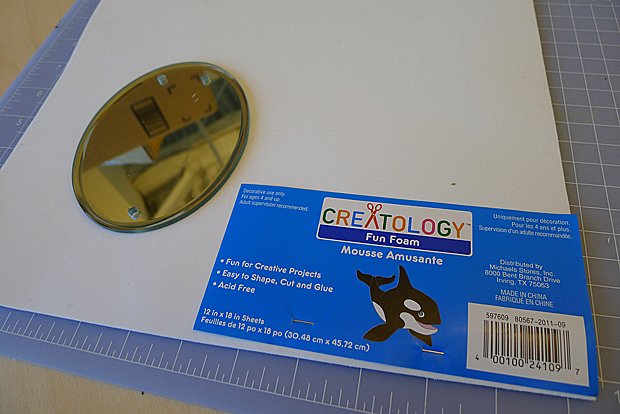 Decorative use only.
For ages 4 and up.
Adult supervision recommended.
CREATOLOGY™
Fun Foam
Mousse Amusante
Uniquement pour décoration.
Pour les 4 ans et plus.
Supervision d'un adulte recommandée.
• Fun for Creative Projects
• Easy to Shape, Cut and Glue
• Acid Free
12 in x 18 in Sheets
Feuilles de 12 po x 18 po (30.48 cm x 45.72 cm)
Distributed by
Michaels Stores, Inc.
8000 Bent Branch Drive
Irving, TX 75063
MADE IN CHINA
FABRIQUÉ EN CHINE
597609 80567-2011-09
4 00100 24109 7